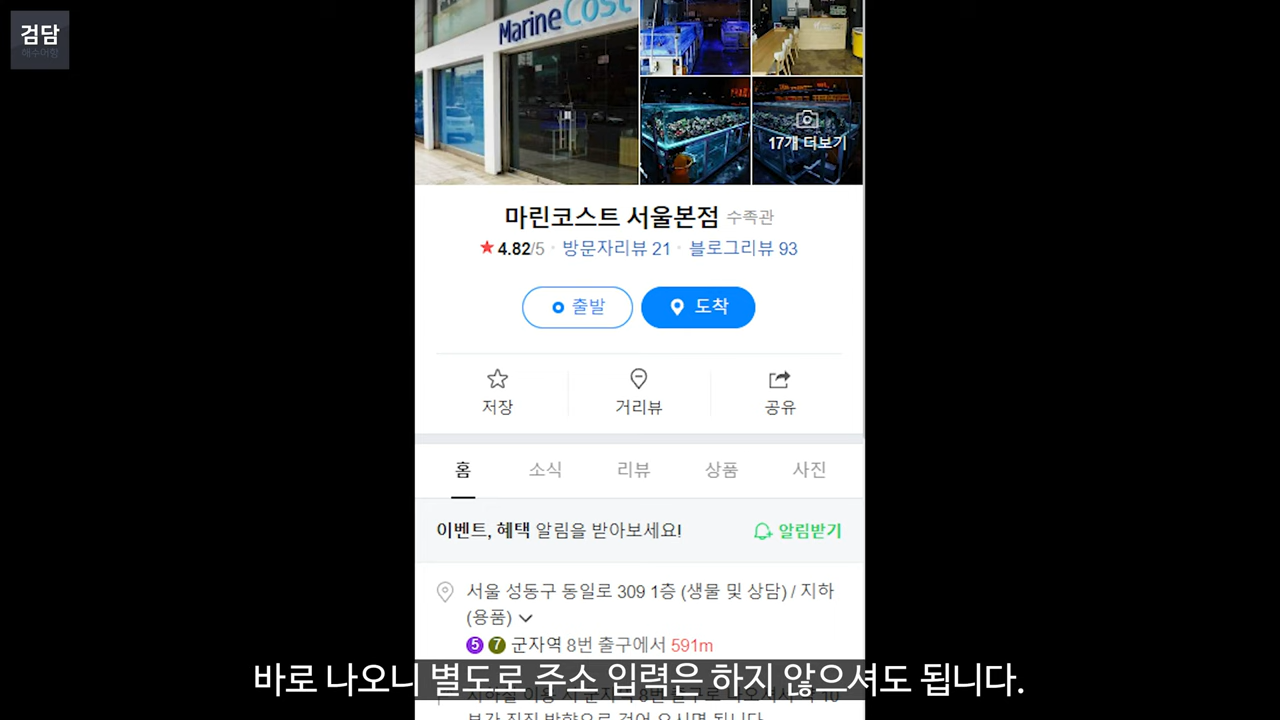 검담
해수어항
MarineCost
17개 더보기
마린코스트 서울본점 수족관
★ 4.82/5 · 방문자리뷰 21 · 블로그리뷰 93
출발 도착
저장 거리뷰 공유
홈 소식 리뷰 상품 사진
이벤트, 혜택 알림을 받아보세요! 알림받기
서울 성동구 동일로 309 1층 (생물 및 상담) / 지하
(용품)
5 7 군자역 8번 출구에서 591m
바로 나오니 별도로 주소 입력은 하지 않으셔도 됩니다.